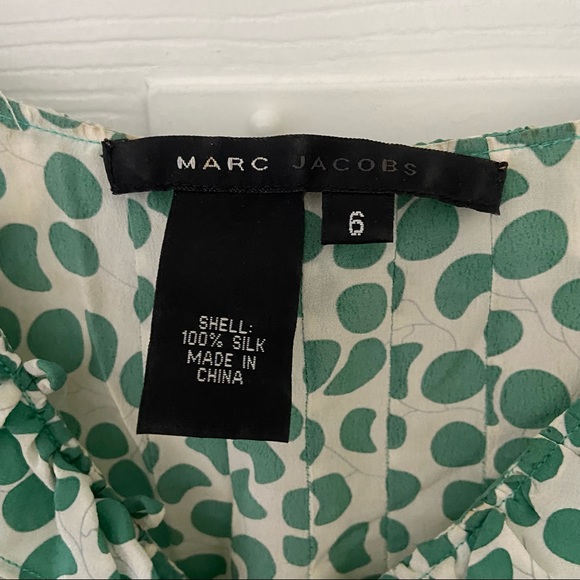 MARC JACOBS
6
SHELL:
100% SILK
MADE IN
CHINA